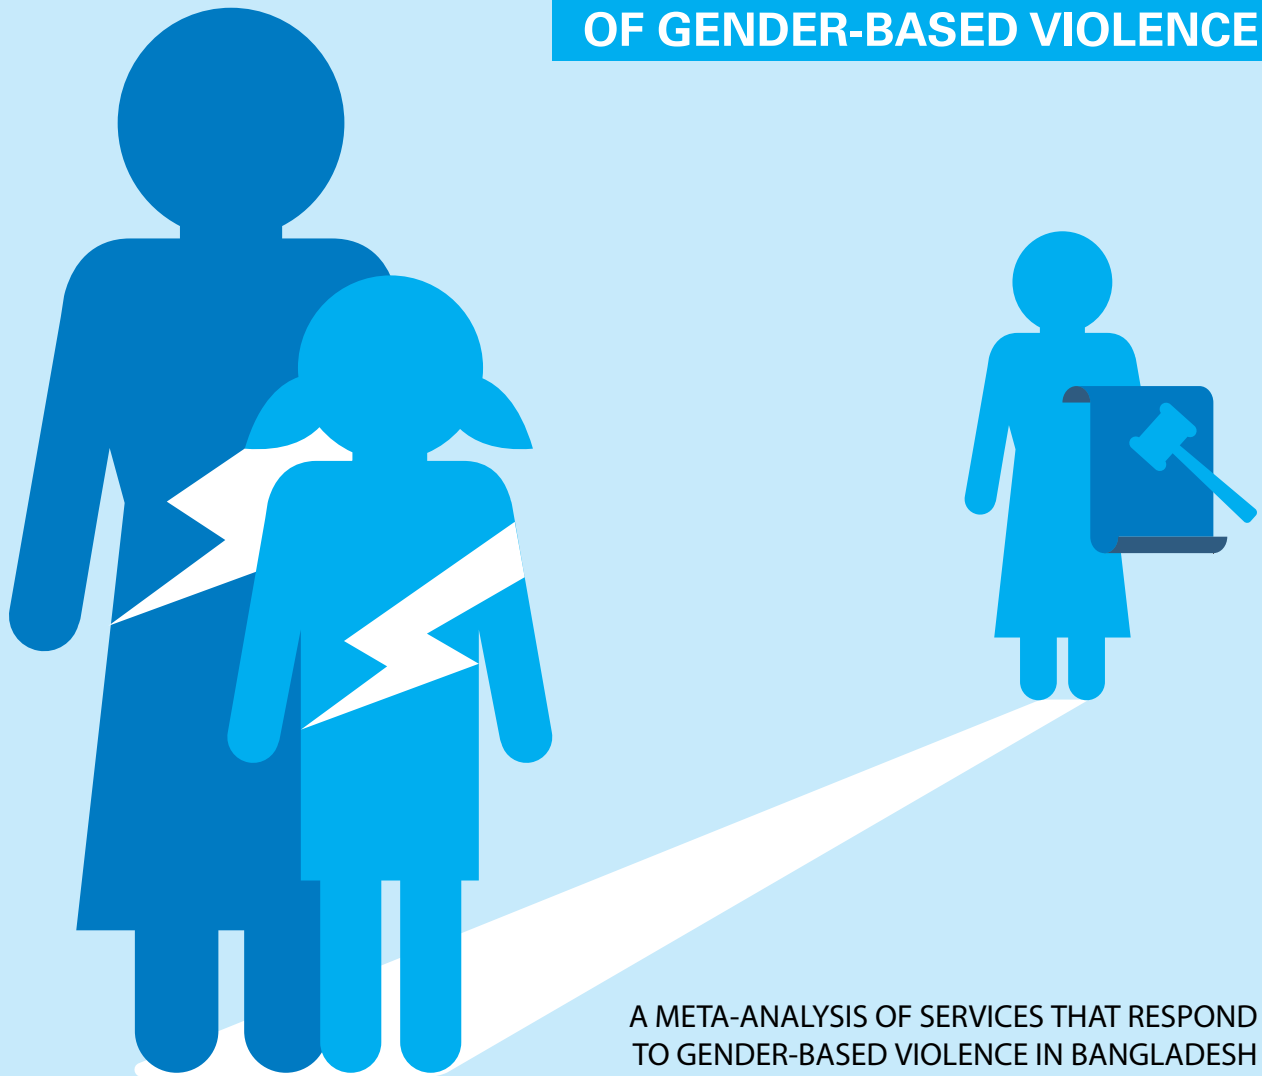 OF GENDER-BASED VIOLENCE
A META-ANALYSIS OF SERVICES THAT RESPOND
TO GENDER-BASED VIOLENCE IN BANGLADESH